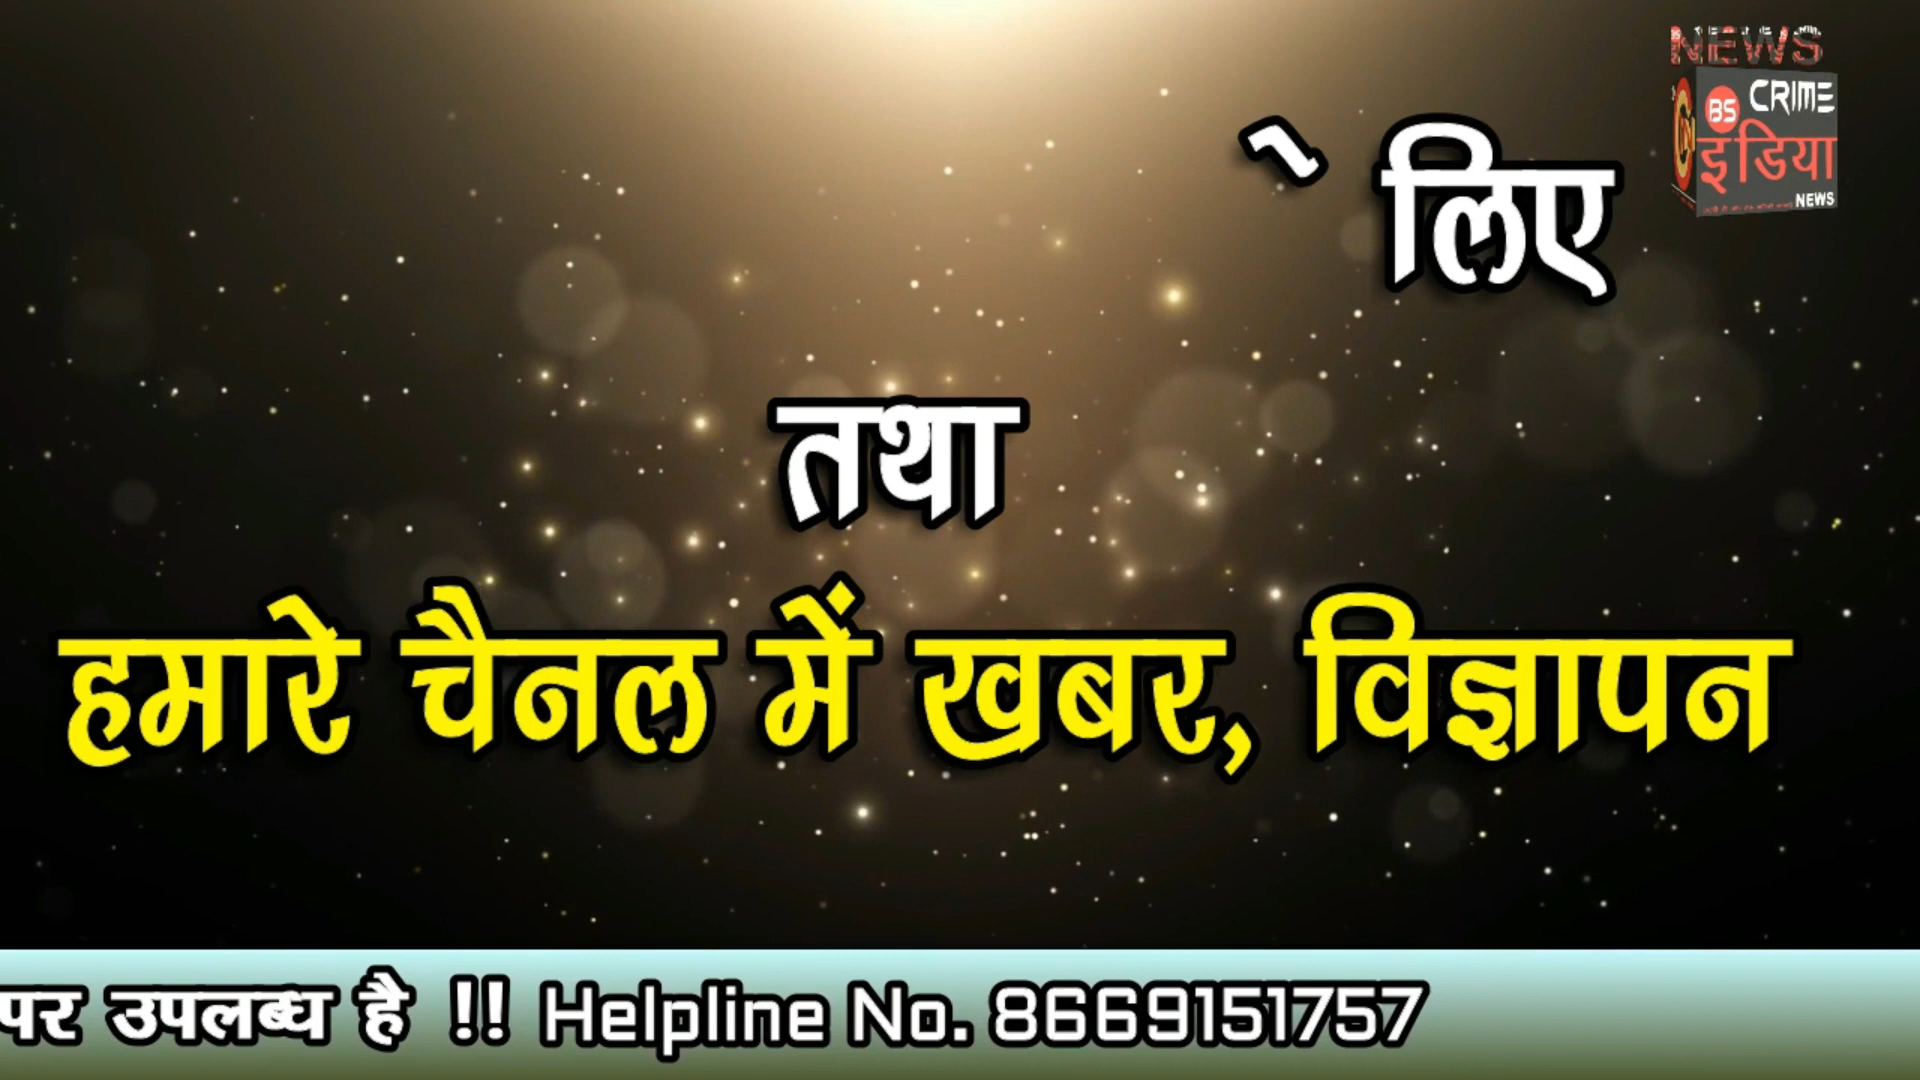 NEWS
BS CRIME
इंडिया
NEWS
े लिए
तथा
हमारे चैनल में खबर, विज्ञापन
पर उपलब्ध है !! Helpline No. 8669151757